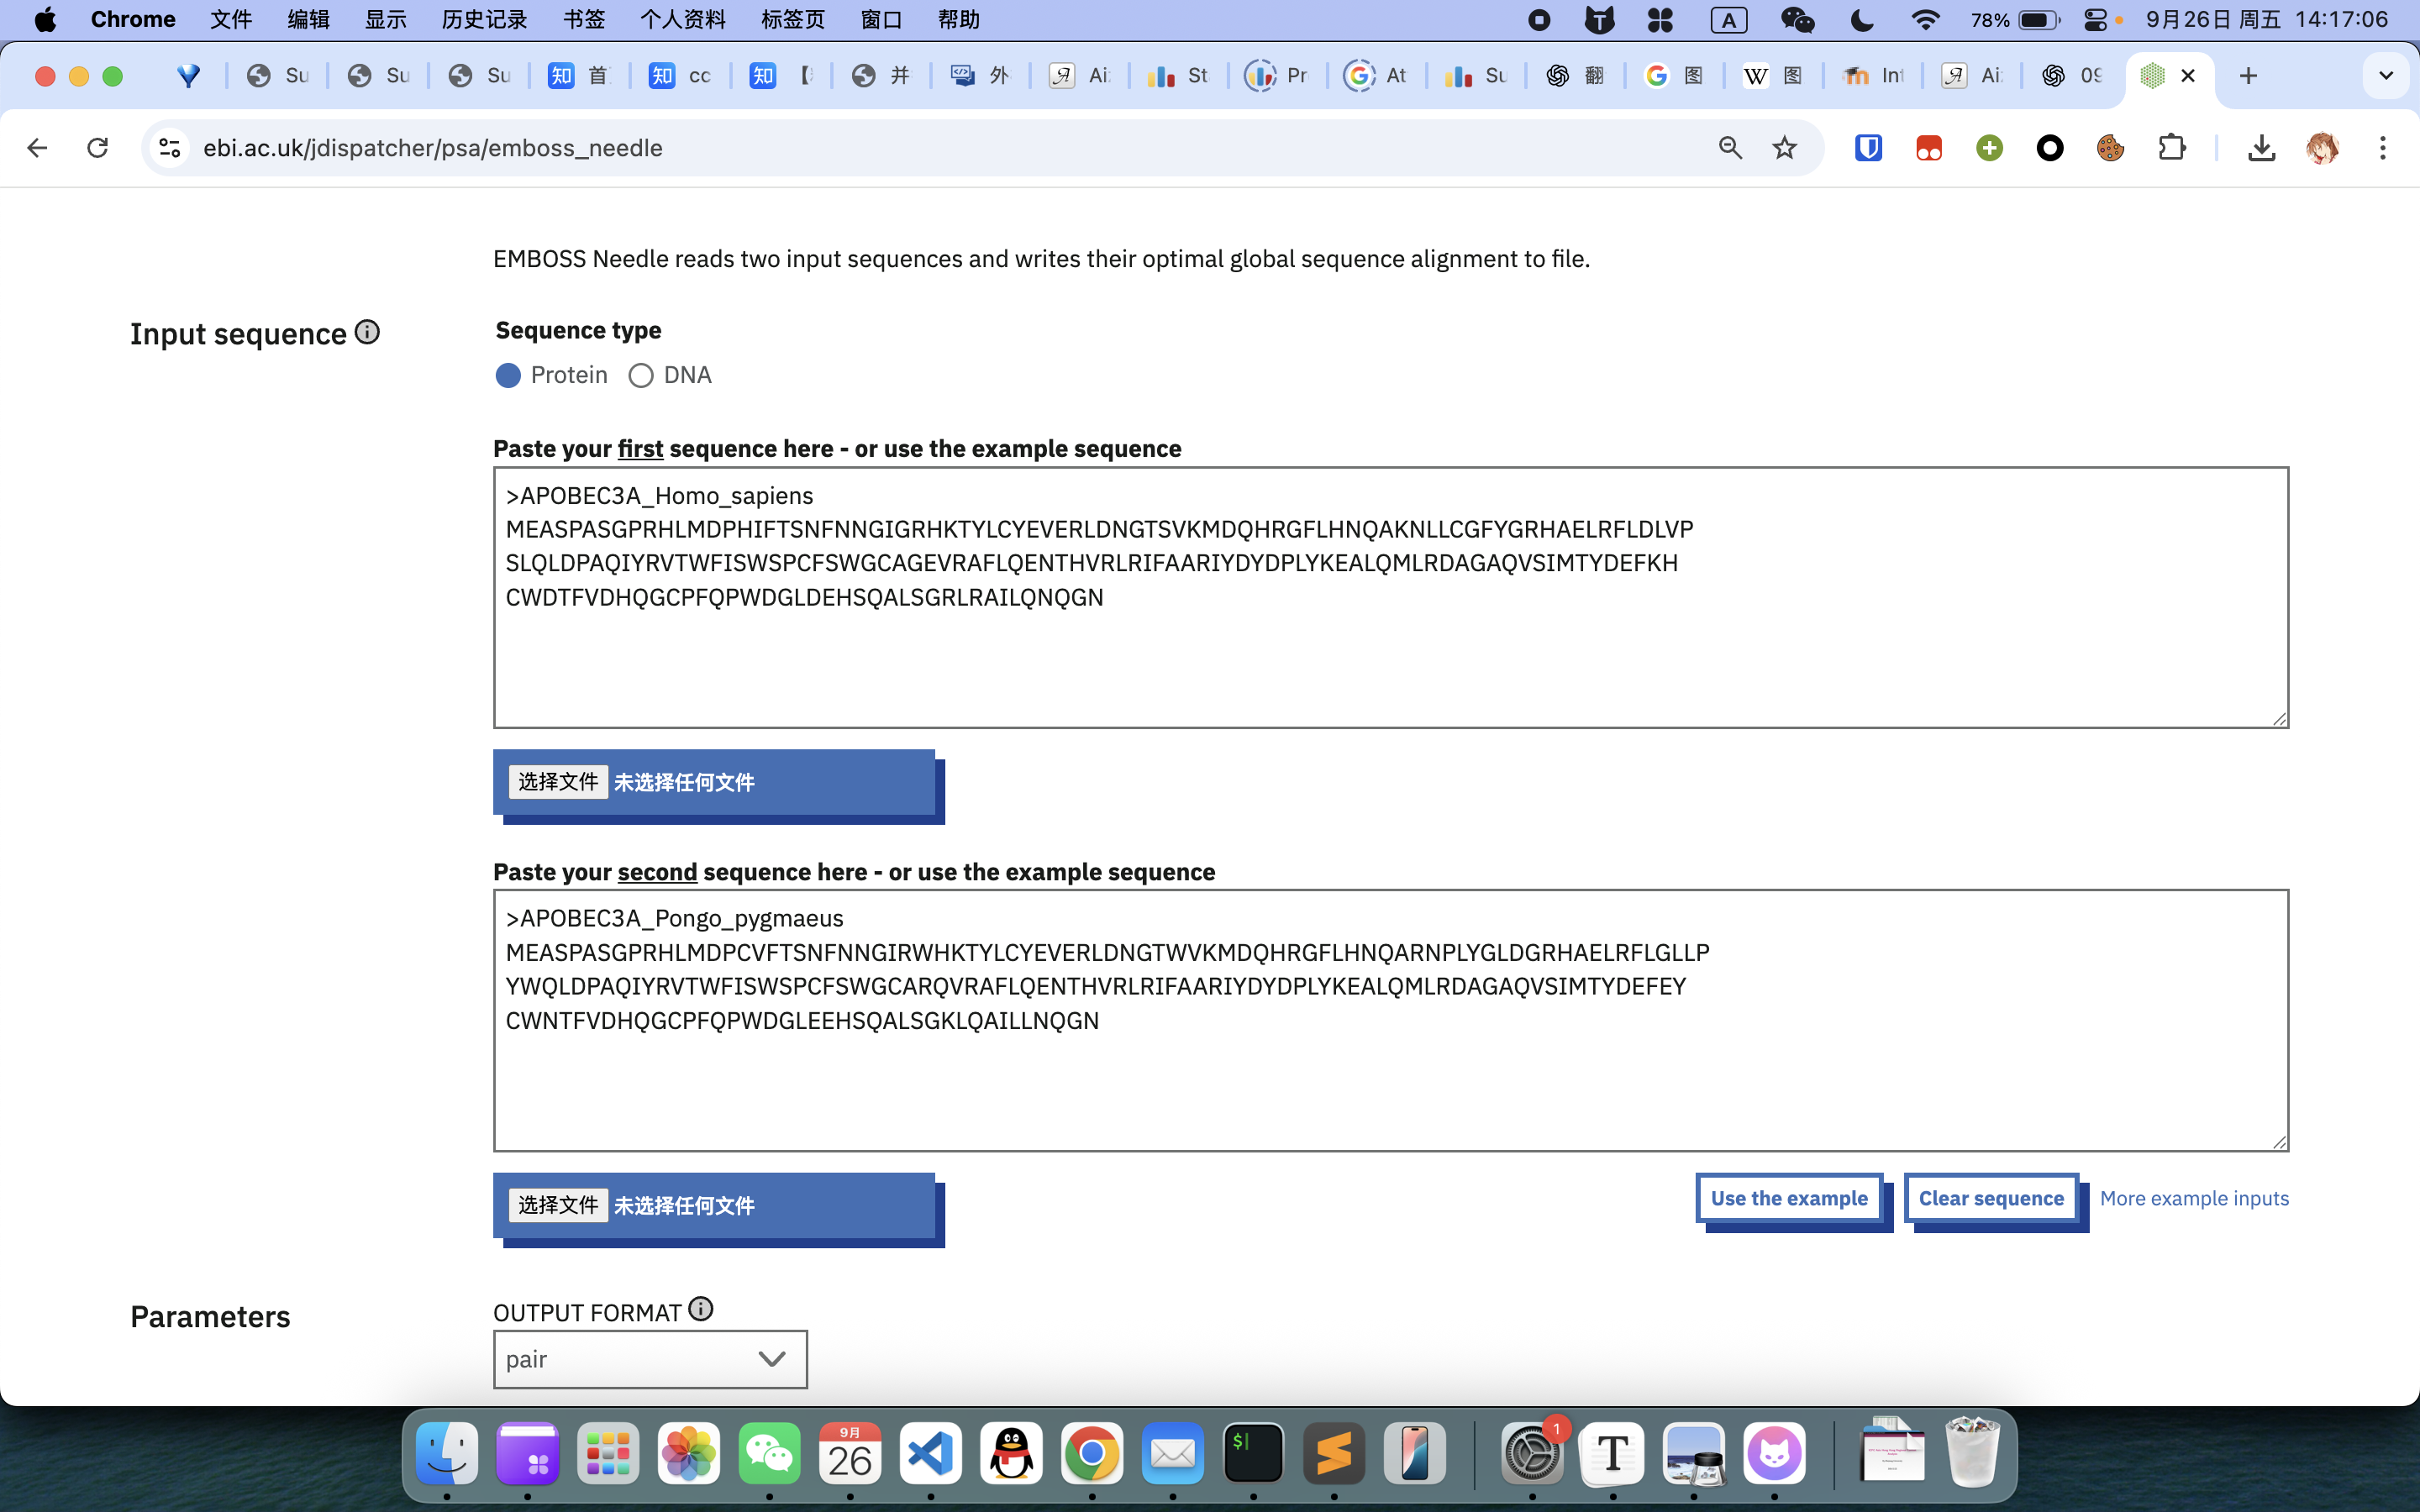 Chrome 文件 编辑 显示 历史记录 书签 个人资料 标签页 窗口 帮助 A 78% 9月26日 周五 14:17:06
Su Su Su 知 首 知 cc 知 【 并 外 Ai St Pr At Su 翻 图 W 图 Int Ai 09
ebi.ac.uk/jdispatcher/psa/emboss_needle
EMBOSS Needle reads two input sequences and writes their optimal global sequence alignment to file.
Input sequence
Sequence type
Protein DNA
Paste your first sequence here - or use the example sequence
>APOBEC3A_Homo_sapiens
MEASPASGPRHLMDPHIFTSNFNNGIGRHKTYLCYEVERLDNGTSVKMDQHRGFLHNQAKNLLCGFYGRHAELRFLDLVP
SLQLDPAQIYRVTWFISWSPCFSWGCAGEVRAFLQENTHVRLRIFAARIYDYDPLYKEALQMLRDAGAQVSIMTYDEFKH
CWDTFVDHQGCPFQPWDGLDEHSQALSGRLRAILQNQGN
选择文件 未选择任何文件
Paste your second sequence here - or use the example sequence
>APOBEC3A_Pongo_pygmaeus
MEASPASGPRHLMDPCVFTSNFNNGIRWHKTYLCYEVERLDNGTWVKMDQHRGFLHNQARNPLYGLDGRHAELRFLGLLP
YWQLDPAQIYRVTWFISWSPCFSWGCARQVRAFLQENTHVRLRIFAARIYDYDPLYKEALQMLRDAGAQVSIMTYDEFEY
CWNTFVDHQGCPFQPWDGLEEHSQALSGKLQAILLNQGN
选择文件 未选择任何文件
Use the example Clear sequence More example inputs
Parameters
OUTPUT FORMAT
pair
9月
26
$
1
T